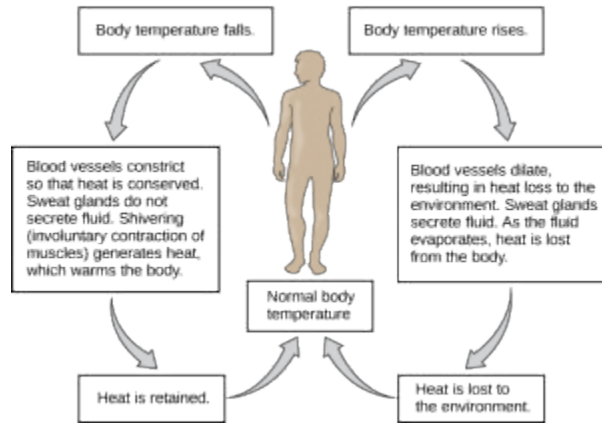 Body temperature falls.
Body temperature rises.
Blood vessels constrict
so that heat is conserved.
Sweat glands do not
secrete fluid. Shivering
(involuntary contraction of
muscles) generates heat,
which warms the body.
Blood vessels dilate,
resulting in heat loss to the
environment. Sweat glands
secrete fluid. As the fluid
evaporates, heat is lost
from the body.
Normal body
temperature
Heat is retained.
Heat is lost to
the environment.